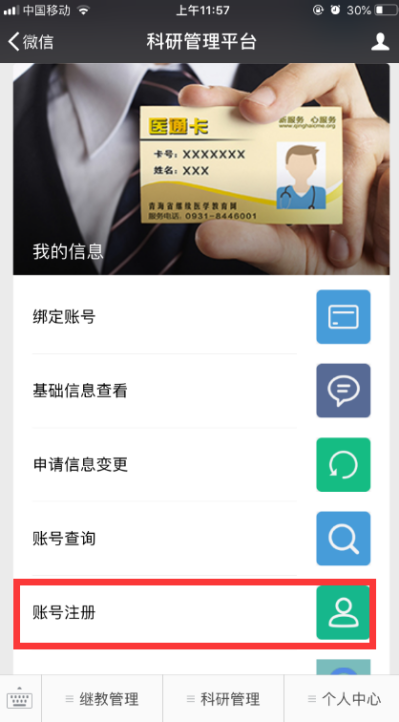 中国移动 上午11:57 30%
微信 科研管理平台
医通卡
新服务 心服务
www.qinghaicme.org
卡号：XXXXXXX
姓名：XXX
青海省继续医学教育网
服务电话：0931-8446001
我的信息
绑定账号
基础信息查看
申请信息变更
账号查询
账号注册
继教管理 科研管理 个人中心